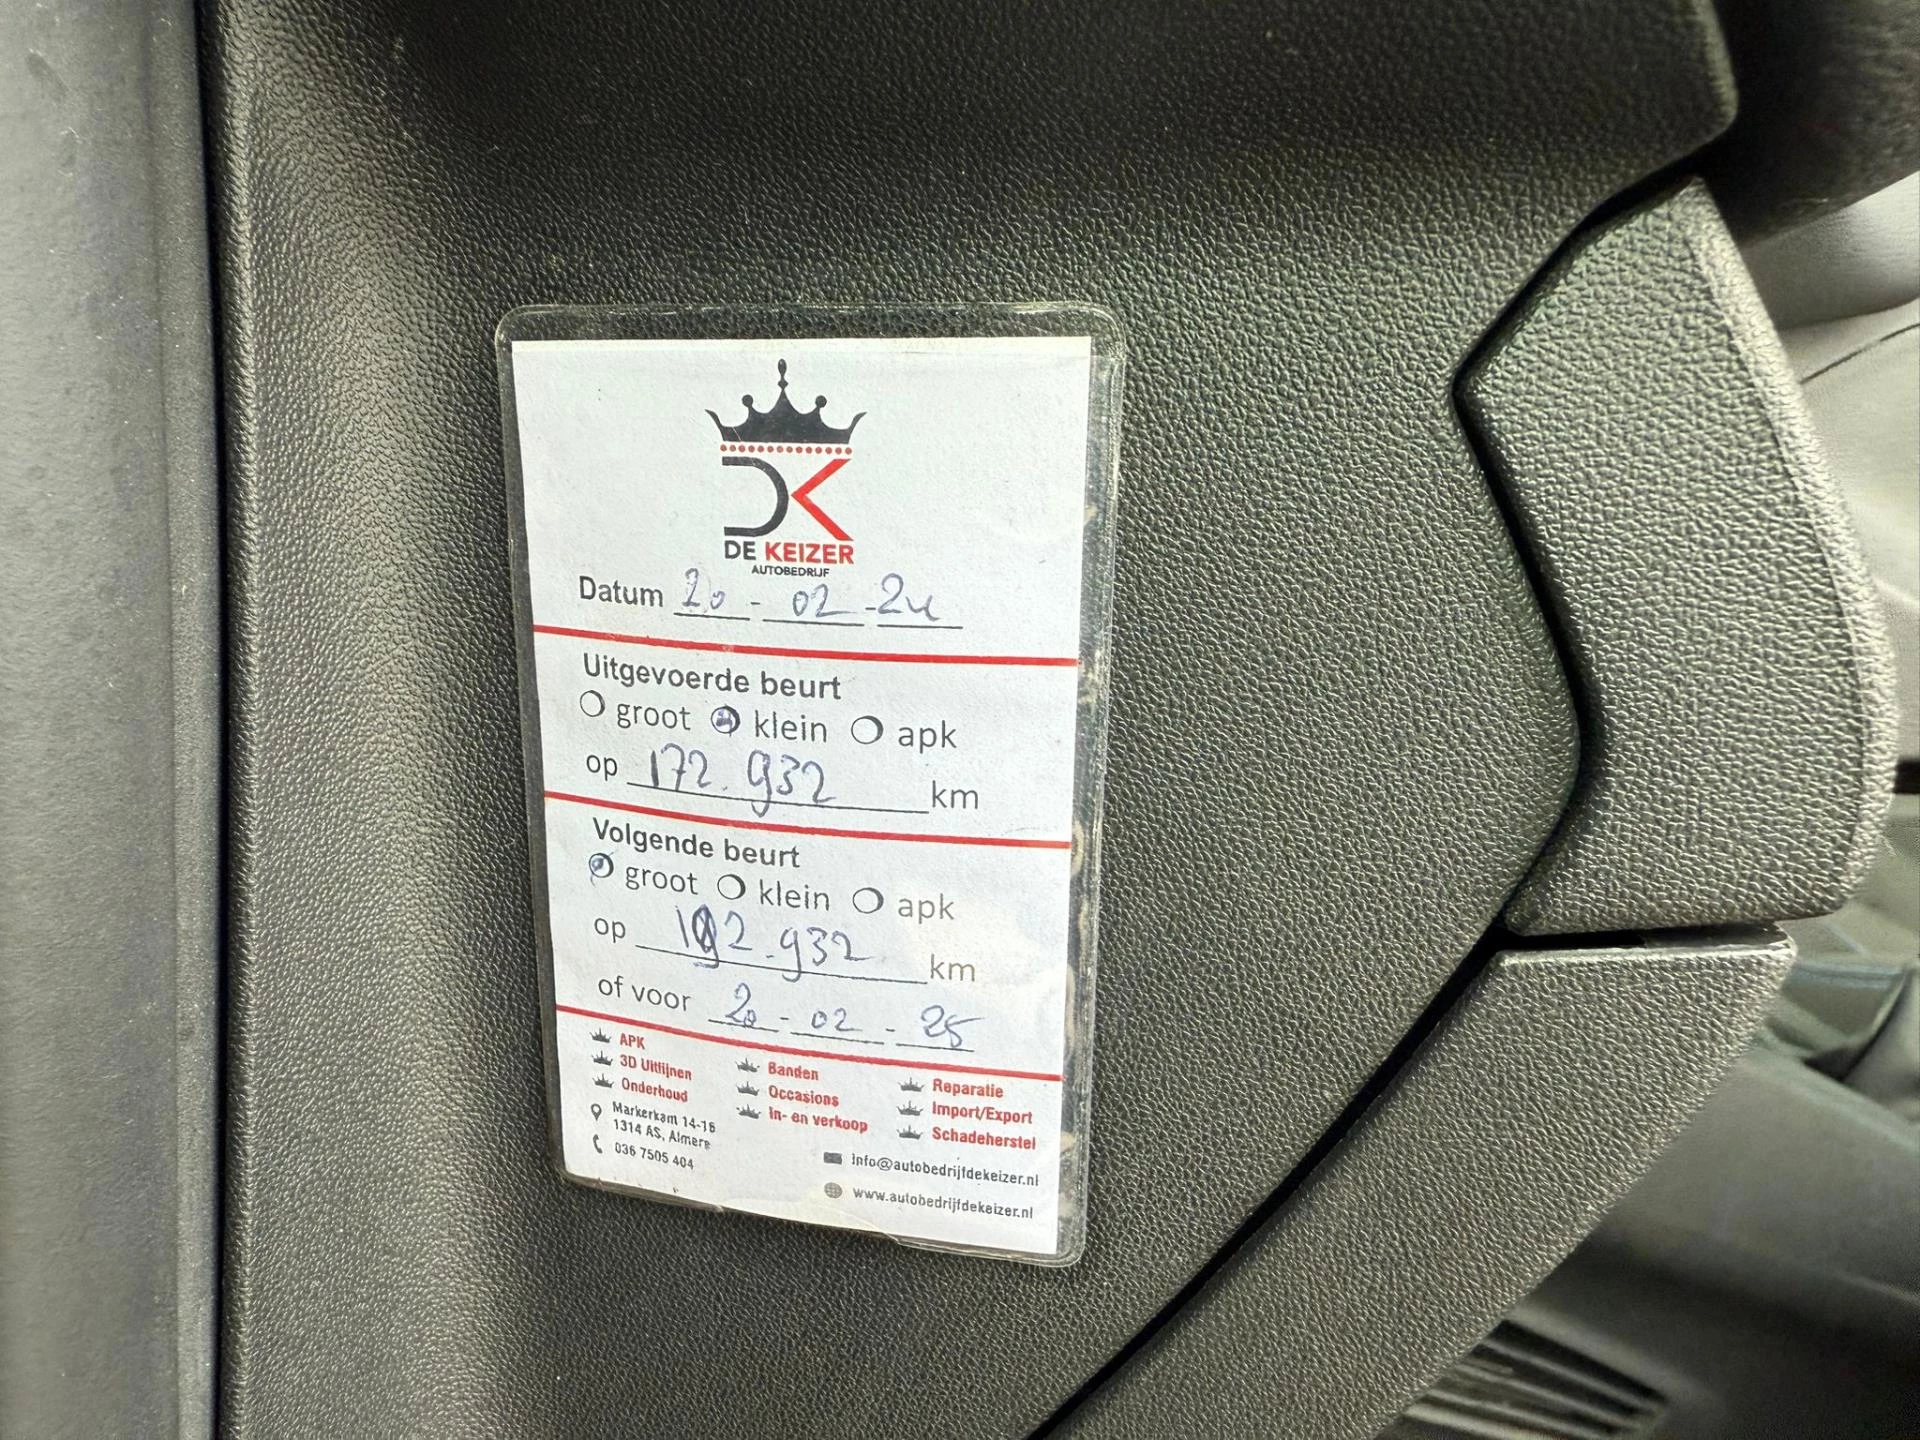 DK
DE KEIZER
AUTOBEDRIJF
Datum 20 - 02 - 24
Uitgevoerde beurt
groot klein apk
op 172.932 km
Volgende beurt
groot klein apk
op 192.932 km
of voor 20 - 02 - 25
APK
3D Uitlijnen
Onderhoud
Banden
Occasions
In- en verkoop
Reparatie
Import/Export
Schadeherstel
Markerkam 14-16
1314 AS, Almere
036 7505 404
info@autobedrijfdekeizer.nl
www.autobedrijfdekeizer.nl